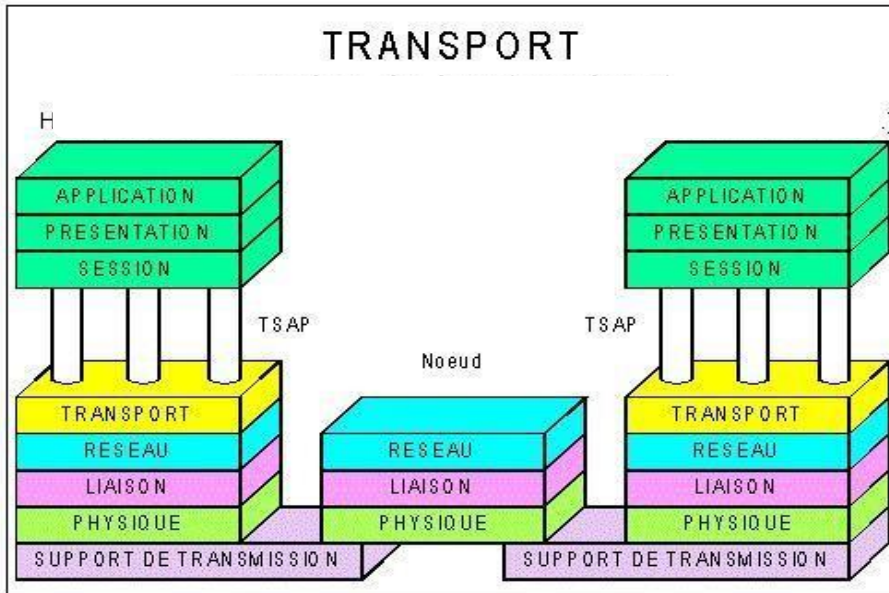 TRANSPORT
H
APPLICATION
PRESENTATION
SESSION
TSAP
TRANSPORT
RESEAU
LIAISON
PHYSIQUE
SUPPORT DE TRANSMISSION
Noeud
RESEAU
LIAISON
PHYSIQUE
APPLICATION
PRESENTATION
SESSION
TSAP
TRANSPORT
RESEAU
LIAISON
PHYSIQUE
SUPPORT DE TRANSMISSION